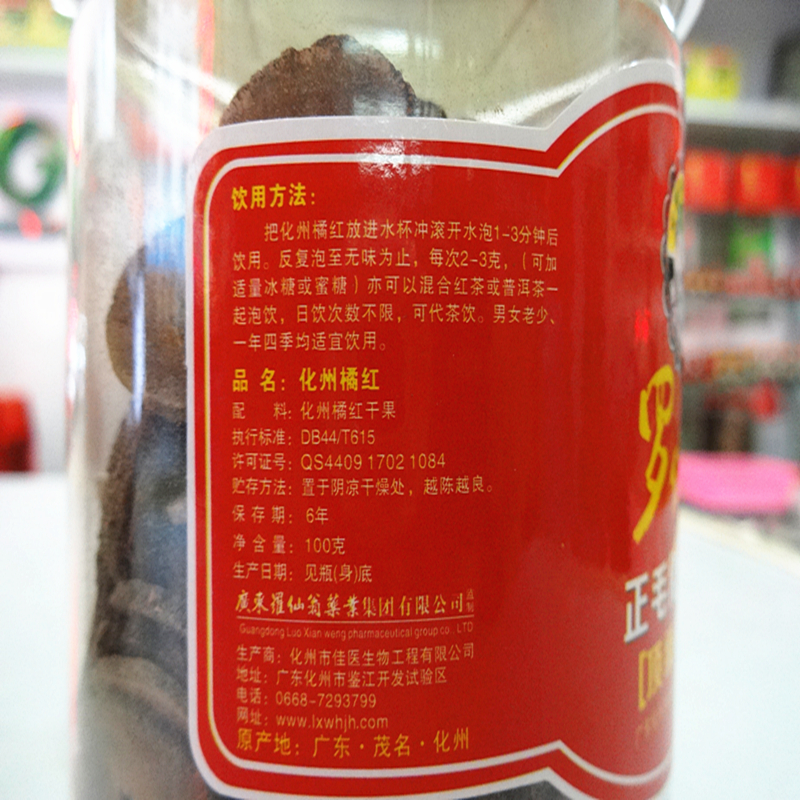 饮用方法：
把化州橘红放进水杯冲滚开水泡1-3分钟后
饮用。反复泡至无味为止，每次2-3克，（可加
适量冰糖或蜜糖）亦可以混合红茶或普洱茶一
起泡饮，日饮次数不限，可代茶饮。男女老少、
一年四季均适宜饮用。
品 名：化州橘红
配 料：化州橘红干果
执行标准：DB44/T615
许可证号：QS4409 1702 1084
贮存方法：置于阴凉干燥处，越陈越良。
保 存 期：6年
净 含 量：100克
生产日期：见瓶(身)底
廣東羅仙翁藥業集团有限公司 监制
Guangdong Luo Xian weng pharmaceutical group co., LTD
生产商：化州市佳医生物工程有限公司
地址：广东化州市鉴江开发试验区
电话：0668-7293799
网址：www.lxwhjh.com
原产地：广东·茂名·化州
罗
正毛